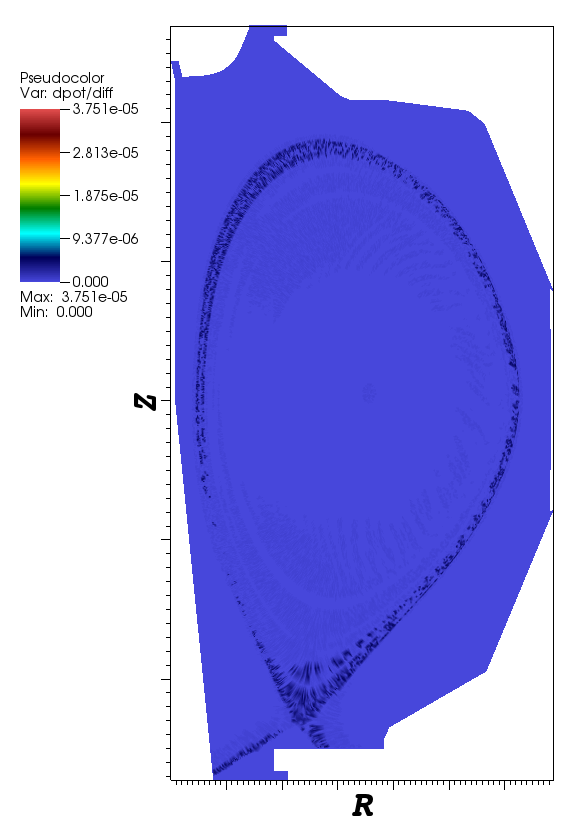 Pseudocolor
Var: dpot/diff
3.751e-05
2.813e-05
1.875e-05
9.377e-06
0.000
Max: 3.751e-05
Min: 0.000
Z
R